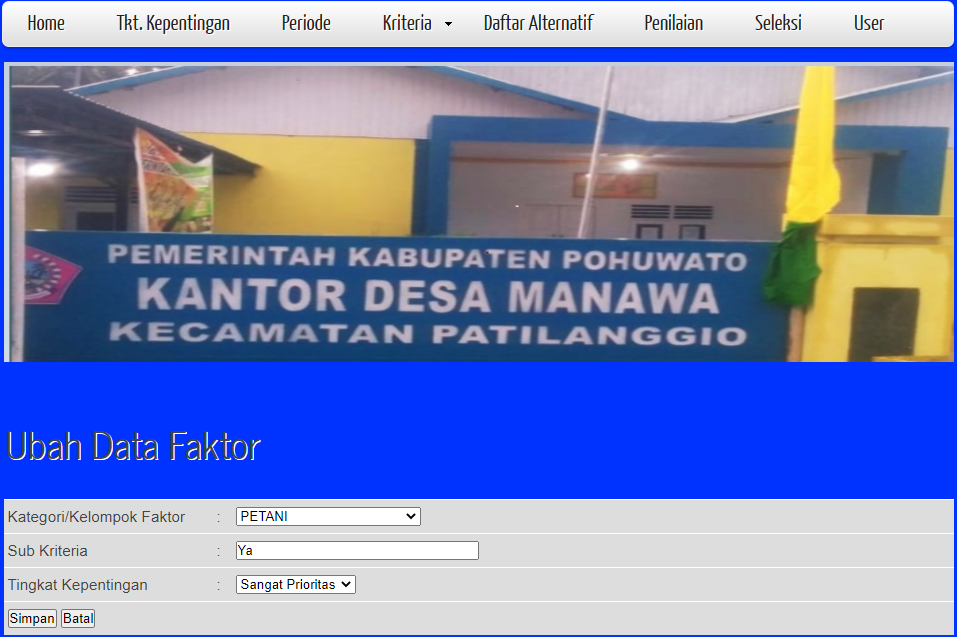 Home Tkt. Kepentingan Periode Kriteria Daftar Alternatif Penilaian Seleksi User
PEMERINTAH KABUPATEN POHUWATO
KANTOR DESA MANAWA
KECAMATAN PATILANGGIO
Ubah Data Faktor
Kategori/Kelompok Faktor : PETANI
Sub Kriteria : Ya
Tingkat Kepentingan : Sangat Prioritas
Simpan Batal